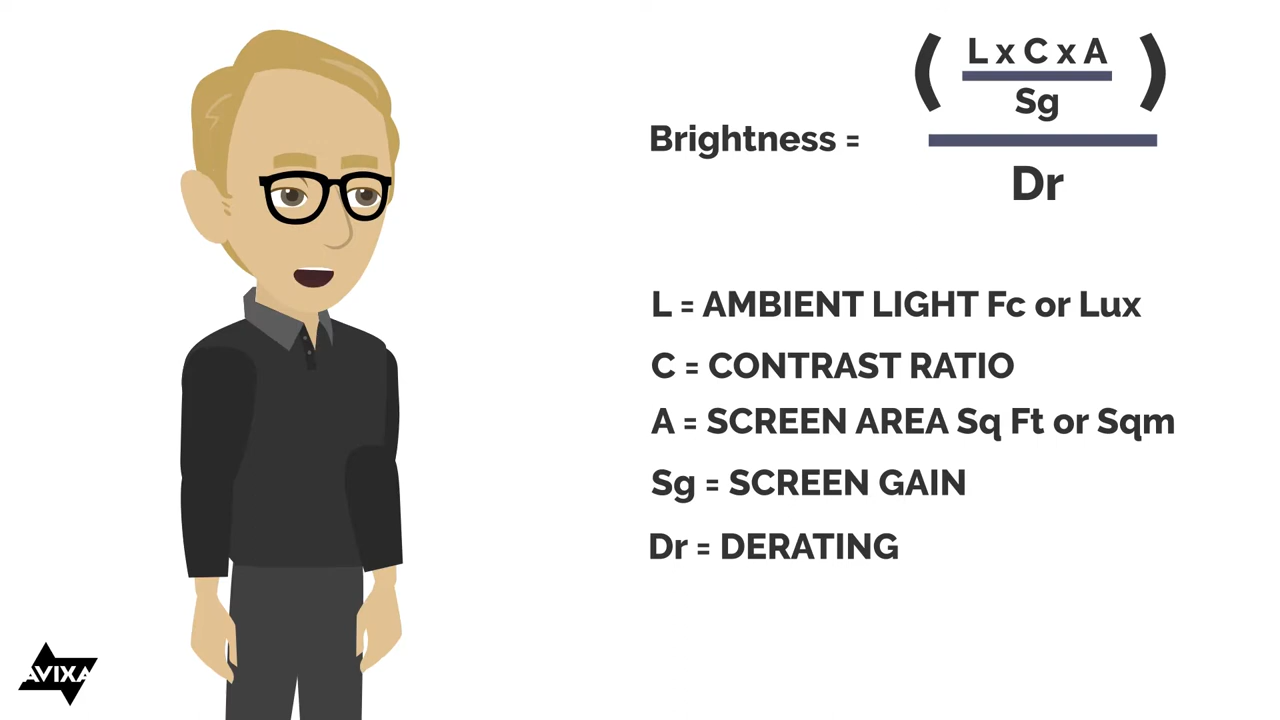 ( L x C x A )
Sg
Brightness =
Dr
L = AMBIENT LIGHT Fc or Lux
C = CONTRAST RATIO
A = SCREEN AREA Sq Ft or Sqm
Sg = SCREEN GAIN
Dr = DERATING
AVIXA